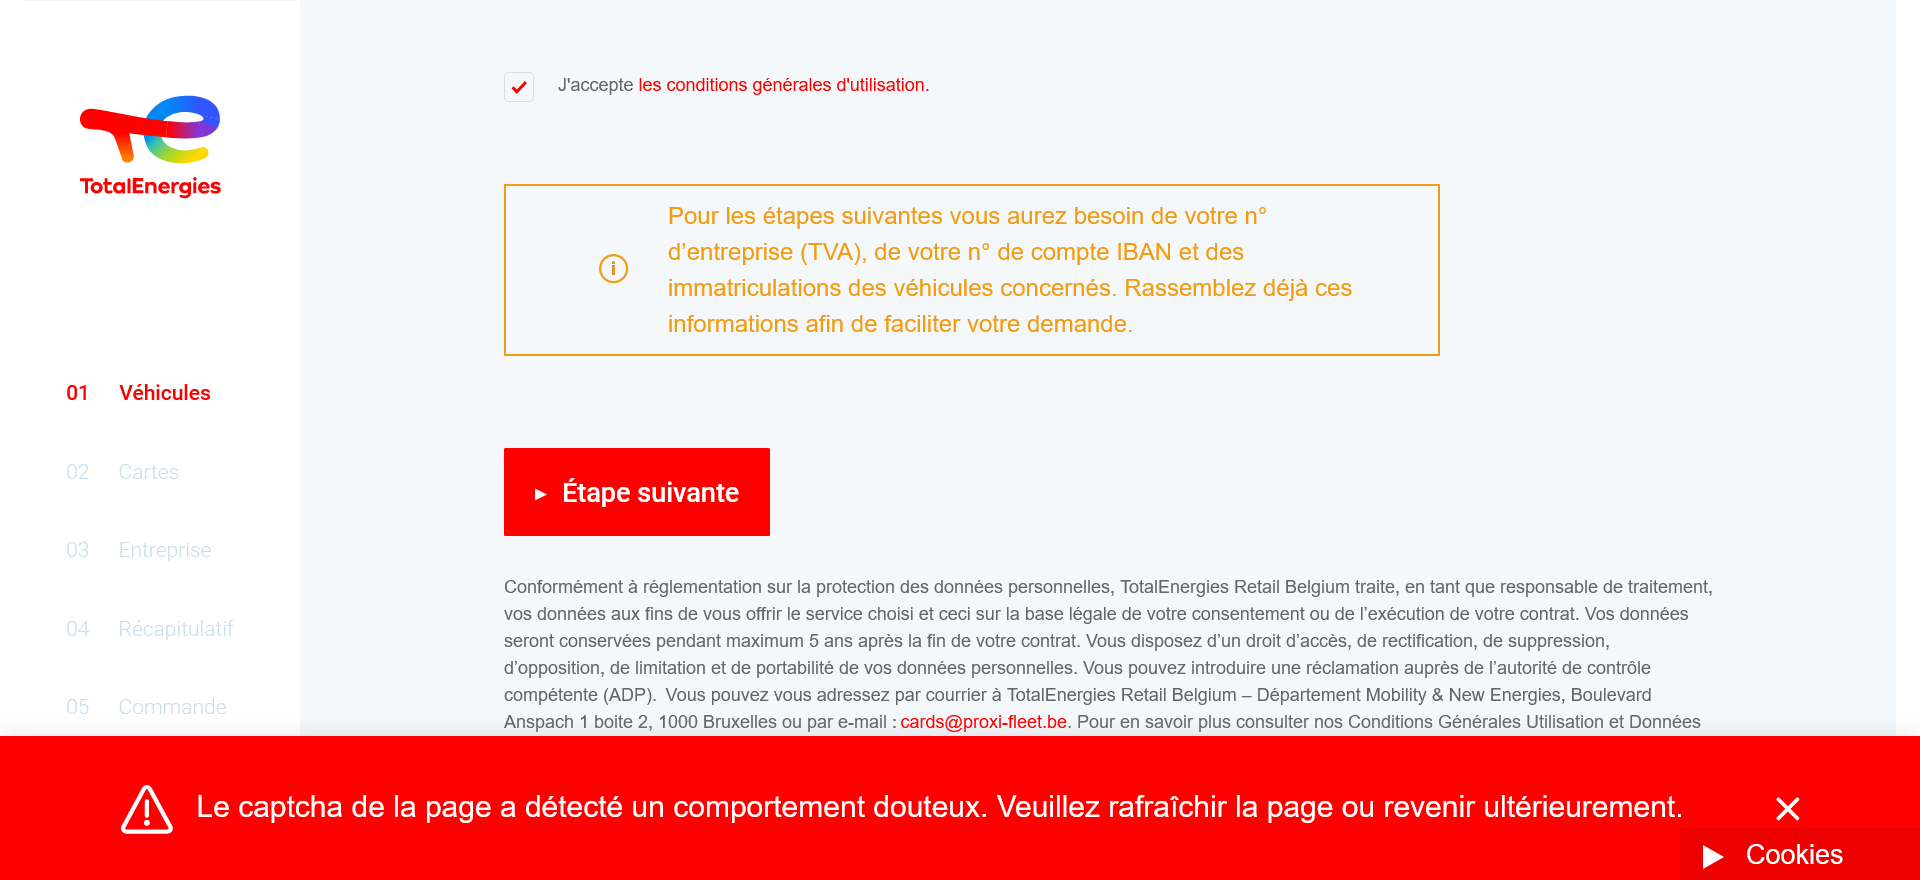 TotalEnergies
01 Véhicules
02 Cartes
03 Entreprise
04 Récapitulatif
05 Commande
J'accepte les conditions générales d'utilisation.
Pour les étapes suivantes vous aurez besoin de votre n°
d’entreprise (TVA), de votre n° de compte IBAN et des
immatriculations des véhicules concernés. Rassemblez déjà ces
informations afin de faciliter votre demande.
Étape suivante
Conformément à réglementation sur la protection des données personnelles, TotalEnergies Retail Belgium traite, en tant que responsable de traitement,
vos données aux fins de vous offrir le service choisi et ceci sur la base légale de votre consentement ou de l’exécution de votre contrat. Vos données
seront conservées pendant maximum 5 ans après la fin de votre contrat. Vous disposez d’un droit d’accès, de rectification, de suppression,
d’opposition, de limitation et de portabilité de vos données personnelles. Vous pouvez introduire une réclamation auprès de l’autorité de contrôle
compétente (ADP).  Vous pouvez vous adressez par courrier à TotalEnergies Retail Belgium – Département Mobility & New Energies, Boulevard
Anspach 1 boite 2, 1000 Bruxelles ou par e-mail : cards@proxi-fleet.be. Pour en savoir plus consulter nos Conditions Générales Utilisation et Données
Le captcha de la page a détecté un comportement douteux. Veuillez rafraîchir la page ou revenir ultérieurement.
Cookies